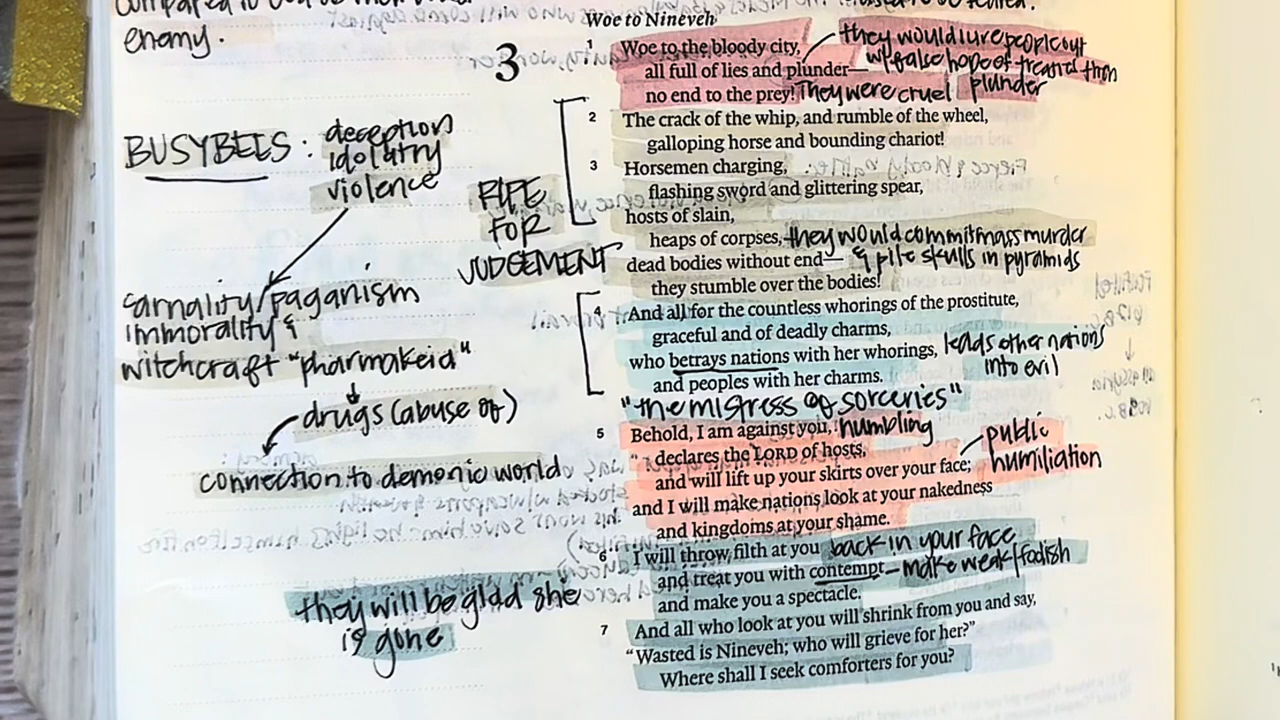 enemy.
BUSYBEES : deception
idolatry
violence
RIPE
FOR
JUDGEMENT
carnality/paganism
immorality &
witchcraft "pharmakeia"
drugs (abuse of)
connection to demonic world
they will be glad she
is gone
Woe to Nineveh
3
1 Woe to the bloody city, they would lure people out
all full of lies and plunder— w/ false hope of treaty then
no end to the prey! They were cruel plunder
2 The crack of the whip, and rumble of the wheel,
galloping horse and bounding chariot!
3 Horsemen charging,
flashing sword and glittering spear,
hosts of slain,
heaps of corpses, they would commit mass murder
dead bodies without end— & pile skulls in pyramids
they stumble over the bodies!
4 And all for the countless whorings of the prostitute,
graceful and of deadly charms,
who betrays nations with her whorings, leads other nations
and peoples with her charms. into evil
"the mistress of sorceries"
5 Behold, I am against you, humbling
declares the LORD of hosts, public
and will lift up your skirts over your face; humiliation
and I will make nations look at your nakedness
and kingdoms at your shame.
6 I will throw filth at you back in your face
and treat you with contempt – make weak/foolish
and make you a spectacle.
7 And all who look at you will shrink from you and say,
"Wasted is Nineveh; who will grieve for her?"
Where shall I seek comforters for you?